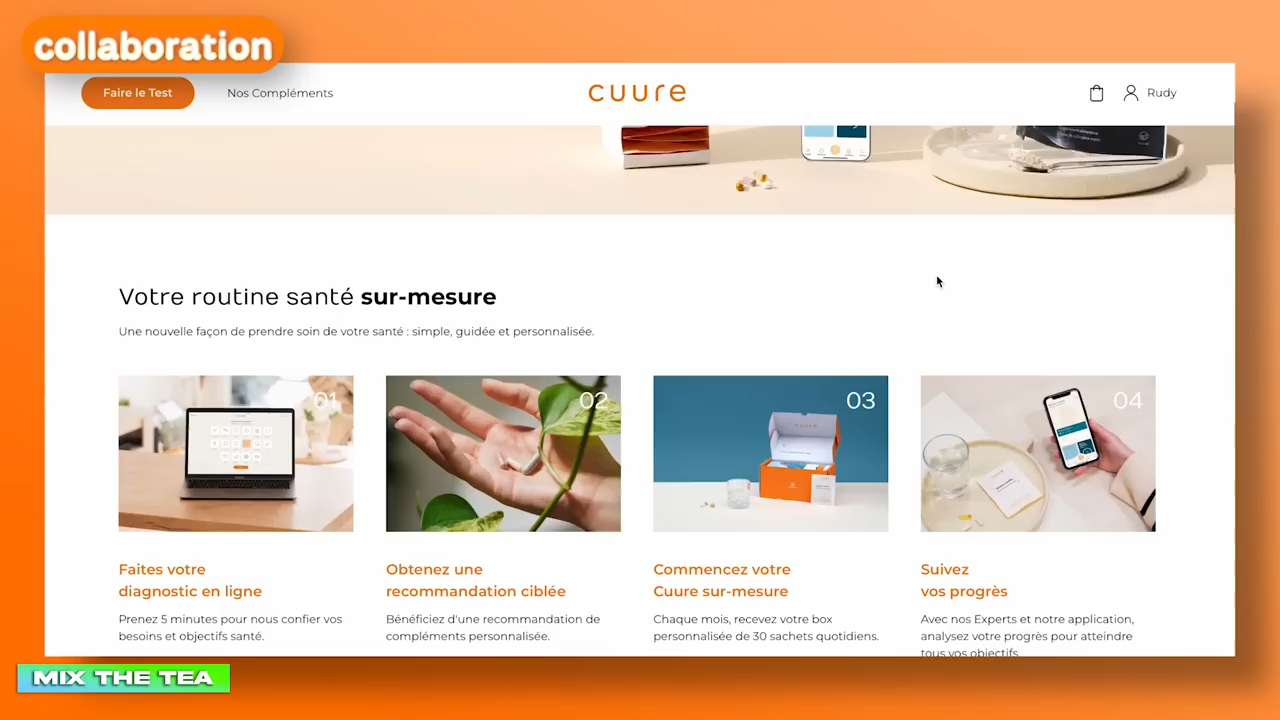 collaboration
Faire le Test
Nos Compléments
cuure
Rudy
Votre routine santé sur-mesure
Une nouvelle façon de prendre soin de votre santé : simple, guidée et personnalisée.
01
02
03
04
Faites votre
diagnostic en ligne
Prenez 5 minutes pour nous confier vos
besoins et objectifs santé.
Obtenez une
recommandation ciblée
Bénéficiez d'une recommandation de
compléments personnalisée.
Commencez votre
Cuure sur-mesure
Chaque mois, recevez votre box
personnalisée de 30 sachets quotidiens.
Suivez
vos progrès
Avec nos Experts et notre application,
analysez votre progrès pour atteindre
tous vos objectifs.
MIX THE TEA